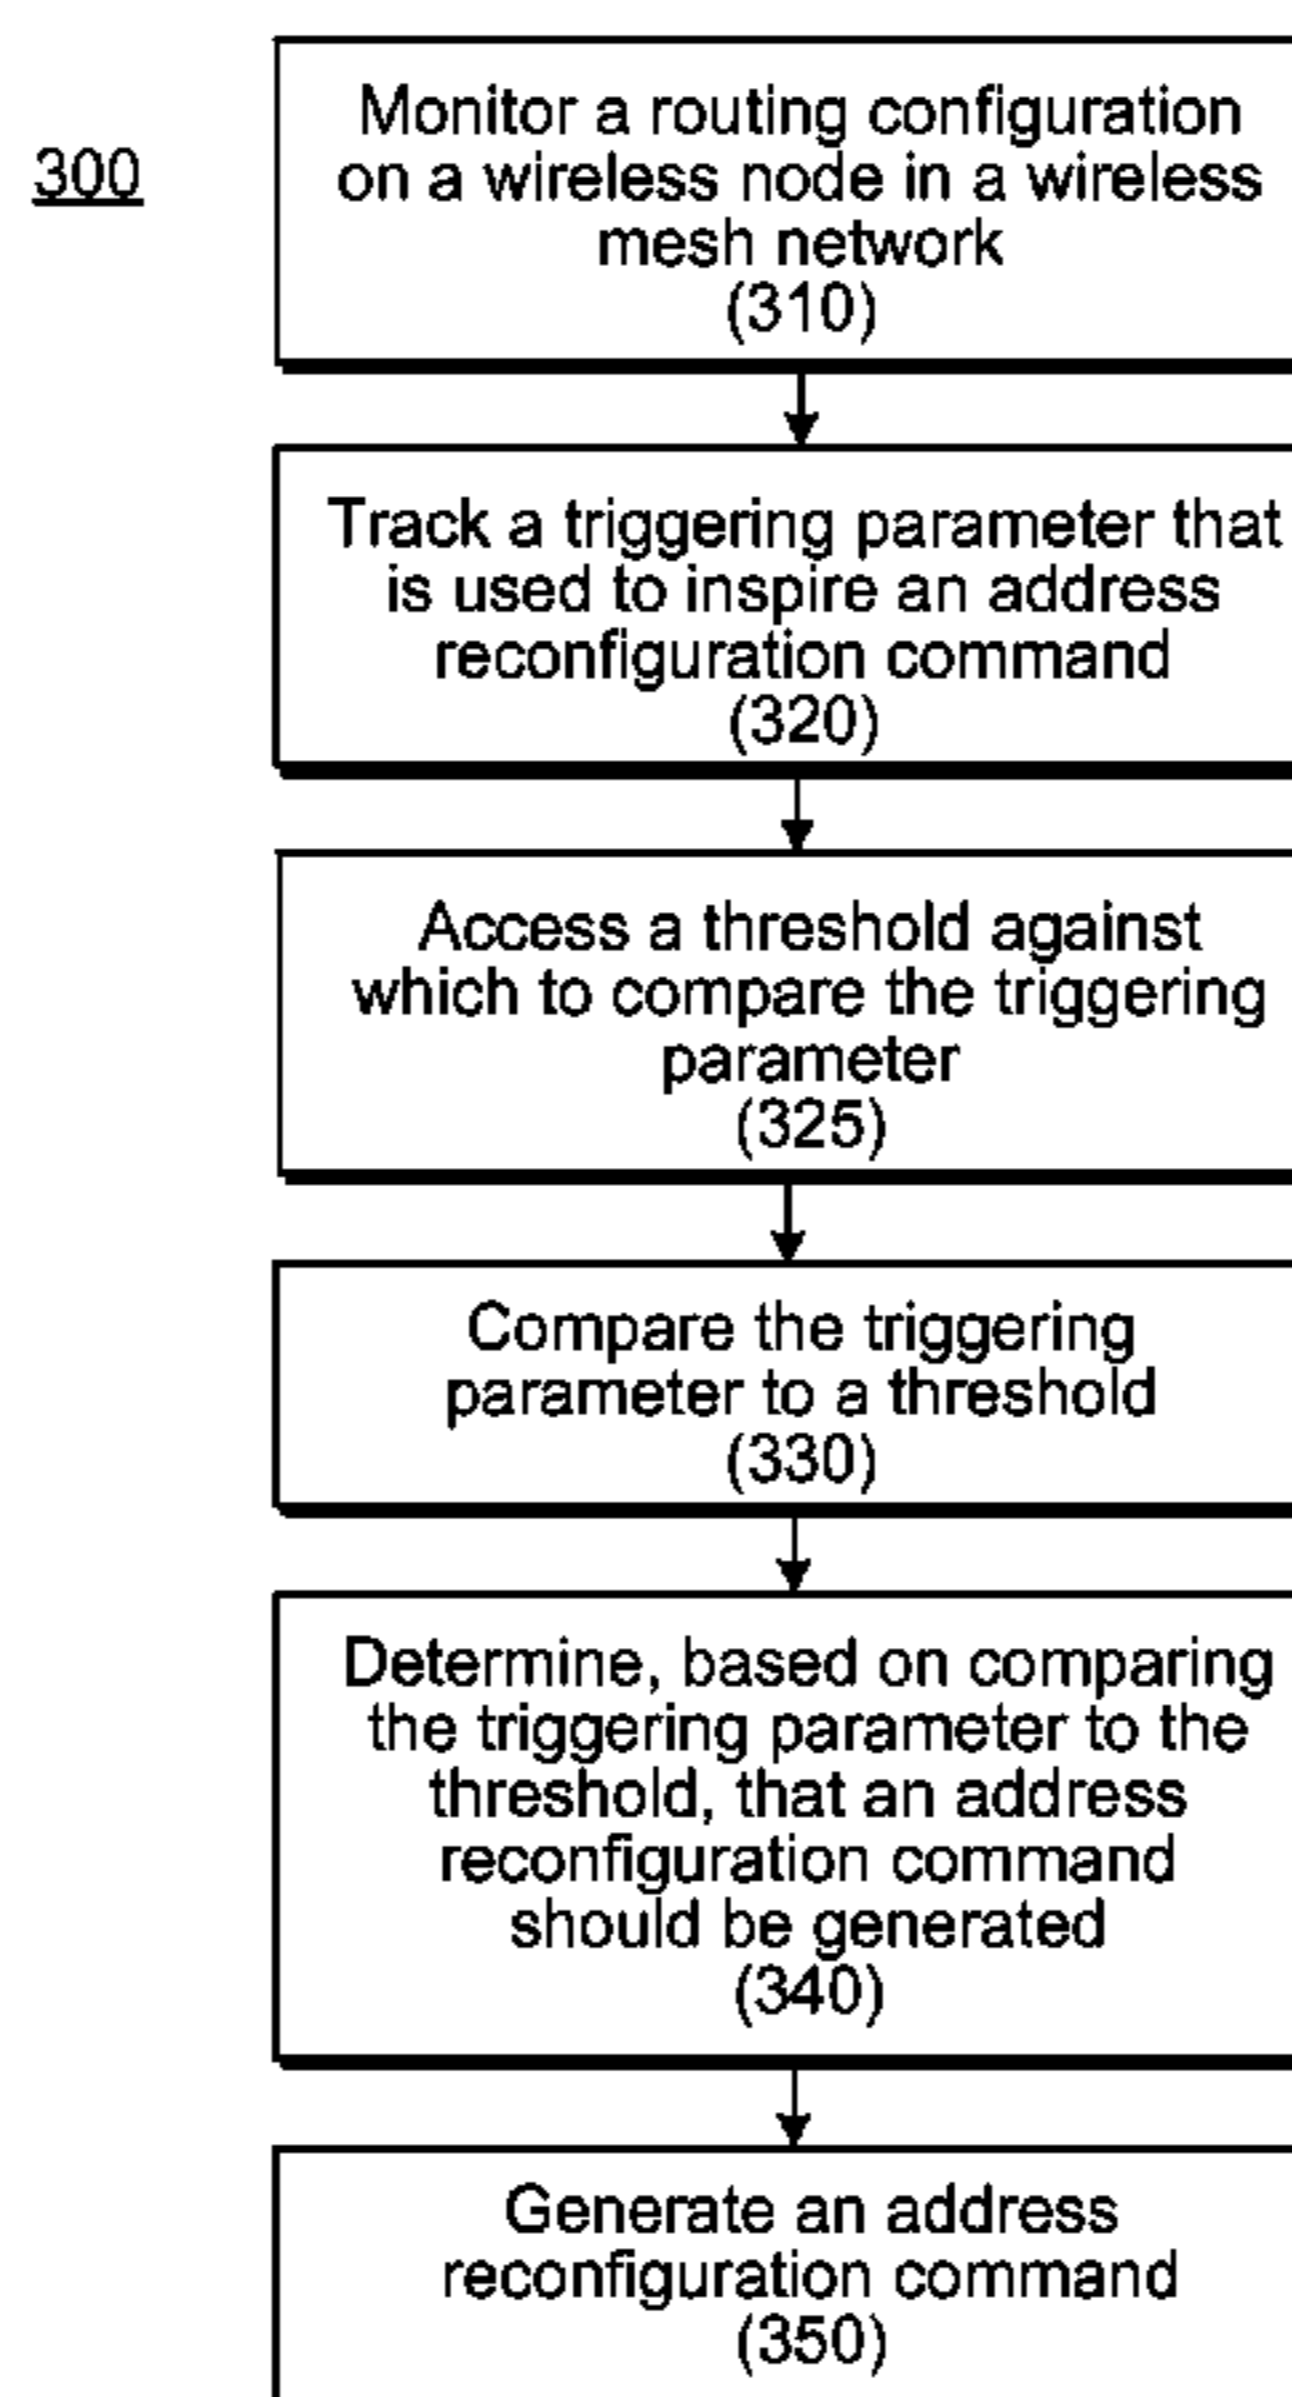 300
Monitor a routing configuration
on a wireless node in a wireless
mesh network
(310)
Track a triggering parameter that
is used to inspire an address
reconfiguration command
(320)
Access a threshold against
which to compare the triggering
parameter
(325)
Compare the triggering
parameter to a threshold
(330)
Determine, based on comparing
the triggering parameter to the
threshold, that an address
reconfiguration command
should be generated
(340)
Generate an address
reconfiguration command
(350)